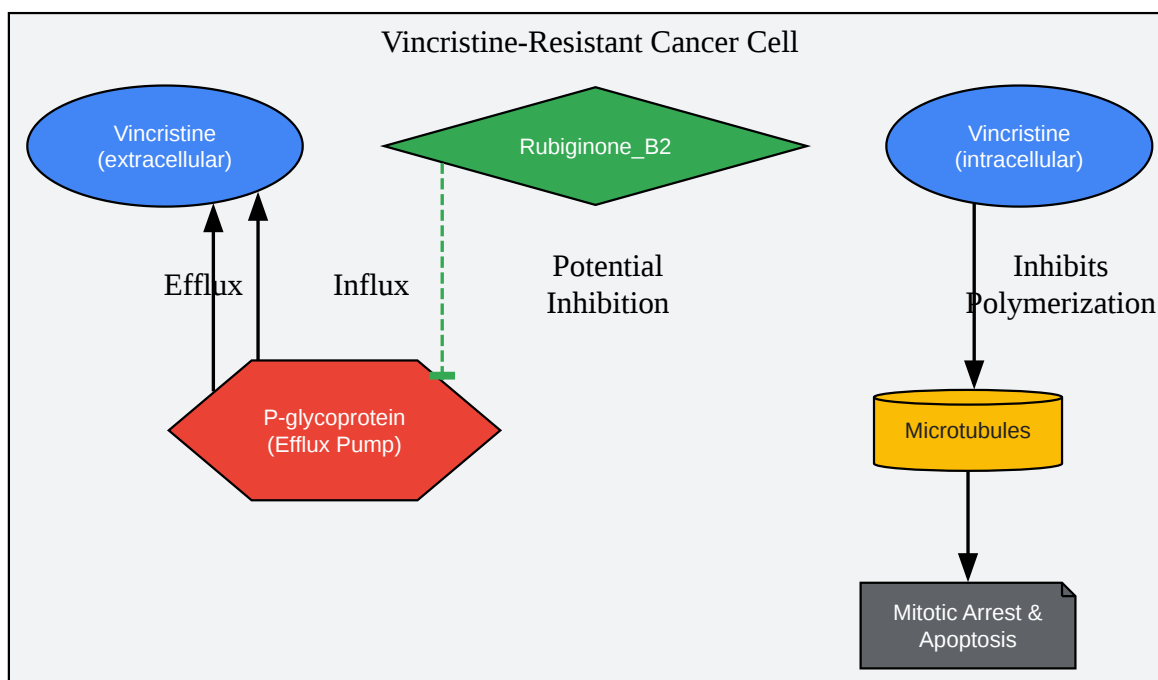 Vincristine-Resistant Cancer Cell
Vincristine
(extracellular)
Rubiginone_B2
Vincristine
(intracellular)
Efflux
Influx
Potential
Inhibition
Inhibits
Polymerization
P-glycoprotein
(Efflux Pump)
Microtubules
Mitotic Arrest &
Apoptosis